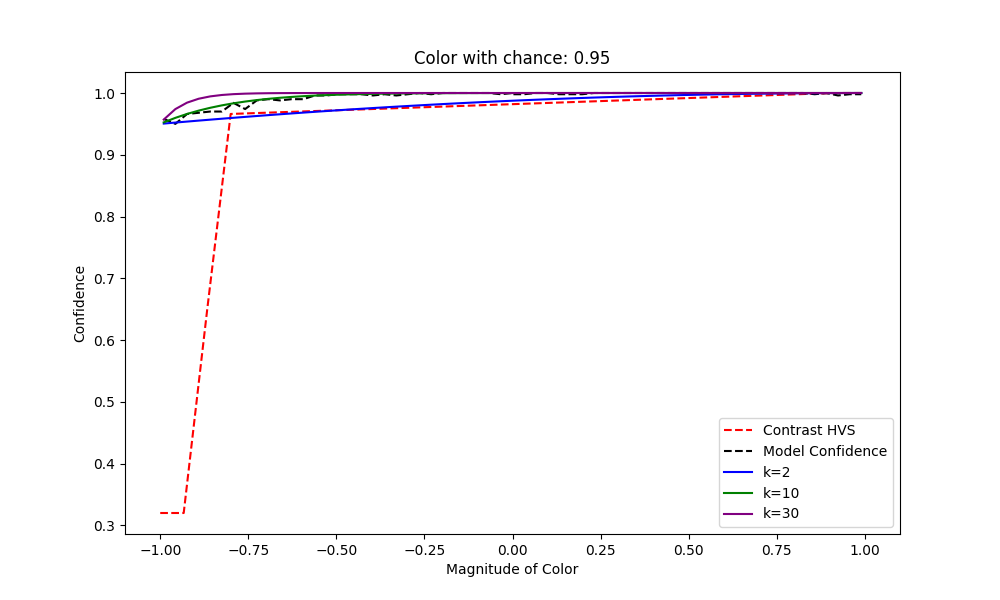 Color with chance: 0.95
Confidence
1.0
0.9
0.8
0.7
0.6
0.5
0.4
0.3
Contrast HVS
Model Confidence
k=2
k=10
k=30
−1.00 −0.75 −0.50 −0.25 0.00 0.25 0.50 0.75 1.00
Magnitude of Color